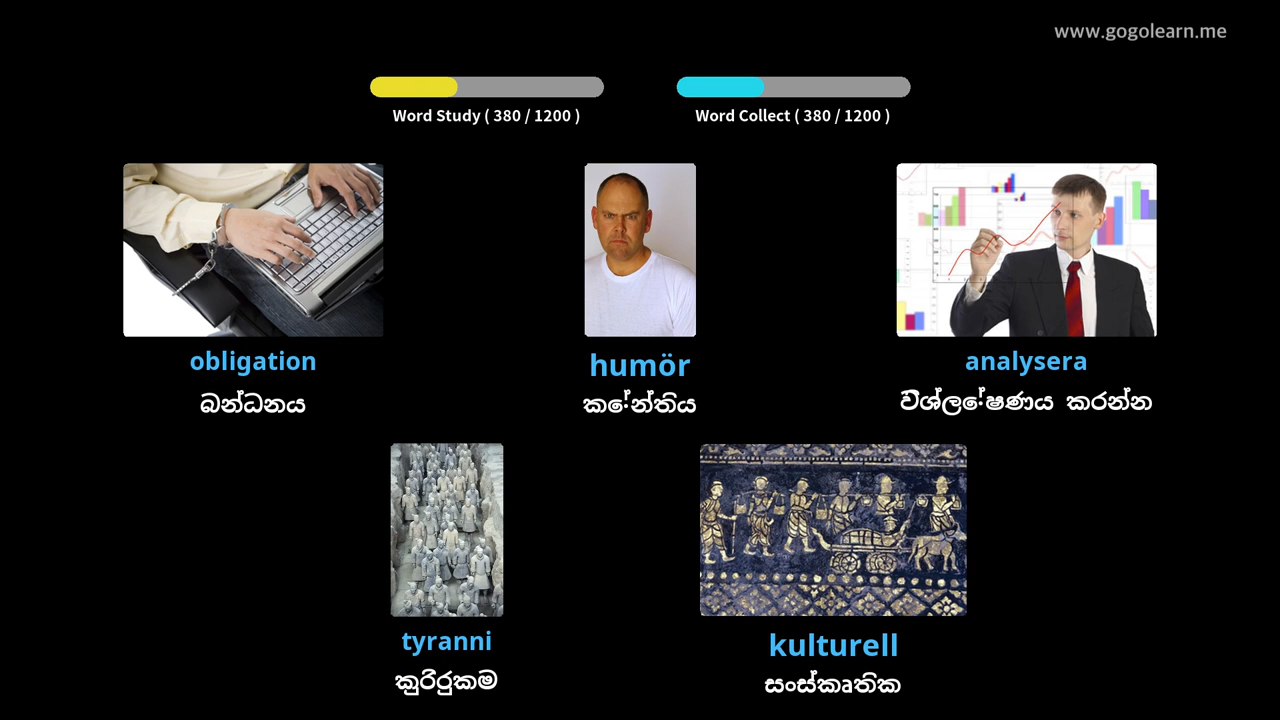 www.gogolearn.me
Word Study ( 380 / 1200 )
Word Collect ( 380 / 1200 )
obligation
බන්ධනය
humör
කෝන්තිය
analysera
විශ්ලේෂණය කරන්න
tyranni
කුරිරුකම
kulturell
සංස්කෘතික